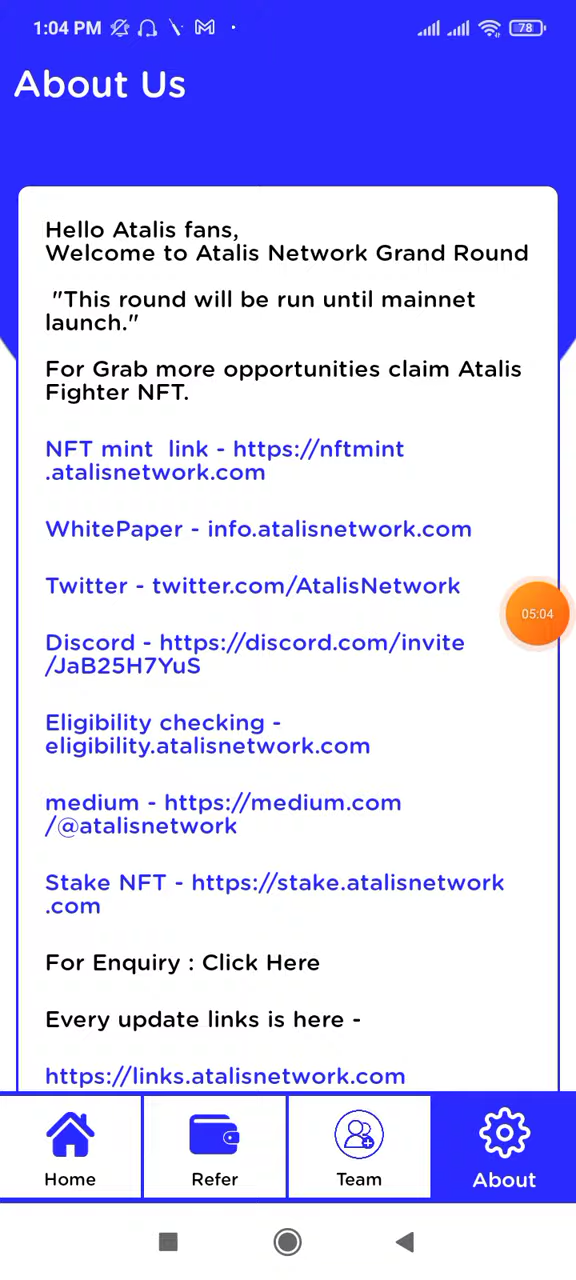 1:04 PM
78
About Us
Hello Atalis fans,
Welcome to Atalis Network Grand Round
"This round will be run until mainnet
launch."
For Grab more opportunities claim Atalis
Fighter NFT.
NFT mint  link - https://nftmint
.atalisnetwork.com
WhitePaper - info.atalisnetwork.com
Twitter - twitter.com/AtalisNetwork
05:04
Discord - https://discord.com/invite
/JaB25H7YuS
Eligibility checking -
eligibility.atalisnetwork.com
medium - https://medium.com
/@atalisnetwork
Stake NFT - https://stake.atalisnetwork
.com
For Enquiry : Click Here
Every update links is here -
https://links.atalisnetwork.com
Home
Refer
Team
About